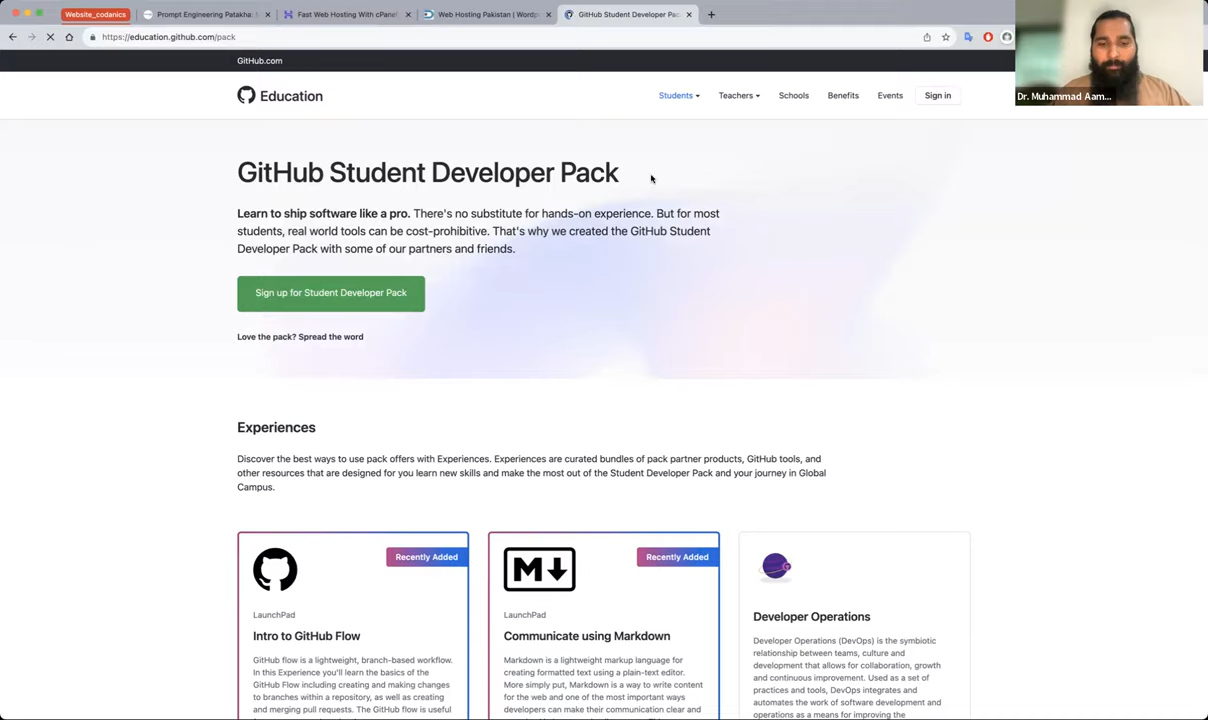 Website_codanics
Prompt Engineering Patakha:
Fast Web Hosting With cPane
Web Hosting Pakistan | Wordp
GitHub Student Developer Pac
https://education.github.com/pack
Dr. Muhammad Aam...
GitHub.com
Education
Students
Teachers
Schools
Benefits
Events
Sign in
GitHub Student Developer Pack
Learn to ship software like a pro. There's no substitute for hands-on experience. But for most
students, real world tools can be cost-prohibitive. That's why we created the GitHub Student
Developer Pack with some of our partners and friends.
Sign up for Student Developer Pack
Love the pack? Spread the word
Experiences
Discover the best ways to use pack offers with Experiences. Experiences are curated bundles of pack partner products, GitHub tools, and
other resources that are designed for you learn new skills and make the most out of the Student Developer Pack and your journey in Global
Campus.
Recently Added
LaunchPad
Intro to GitHub Flow
GitHub flow is a lightweight, branch-based workflow.
In this Experience you'll learn the basics of the
GitHub Flow including creating and making changes
to branches within a repository, as well as creating
and merging pull requests. The GitHub flow is useful
Recently Added
M
LaunchPad
Communicate using Markdown
Markdown is a lightweight markup language for
creating formatted text using a plain-text editor.
More simply put, Markdown is a way to write content
for the web and one of the most important ways
developers can make their communication clear and
Developer Operations
Developer Operations (DevOps) is the symbiotic
relationship between teams, culture and
development that allows for collaboration, growth
and continuous improvement. Used as a set of
practices and tools, DevOps integrates and
automates the work of software development and
operations as a means for improving the